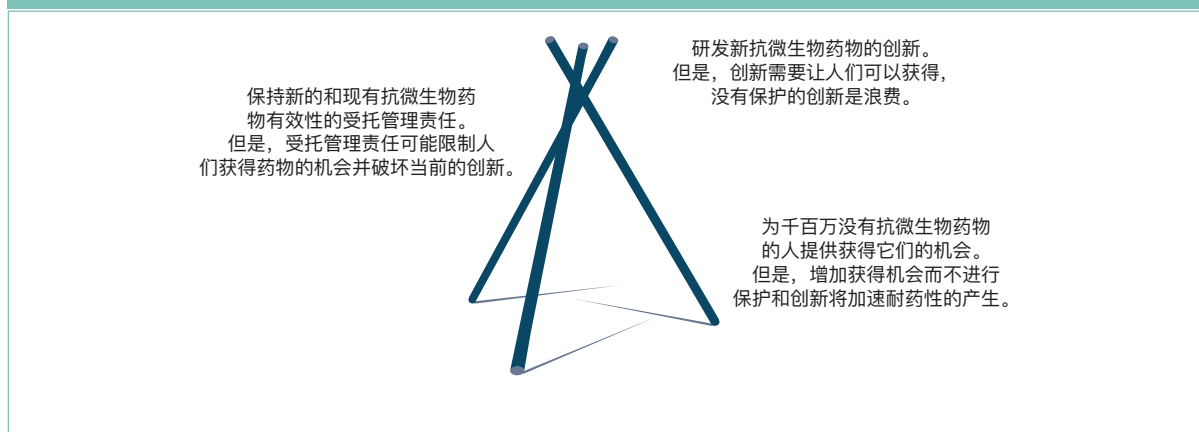 保持新的和现有抗微生物药
物有效性的受托管理责任。
但是，受托管理责任可能限制人
们获得药物的机会并破坏当前的创新。
研发新抗微生物药物的创新。
但是，创新需要让人们可以获得，
没有保护的创新是浪费。
为千百万没有抗微生物药物
的人提供获得它们的机会。
但是，增加获得机会而不进行
保护和创新将加速耐药性的产生。